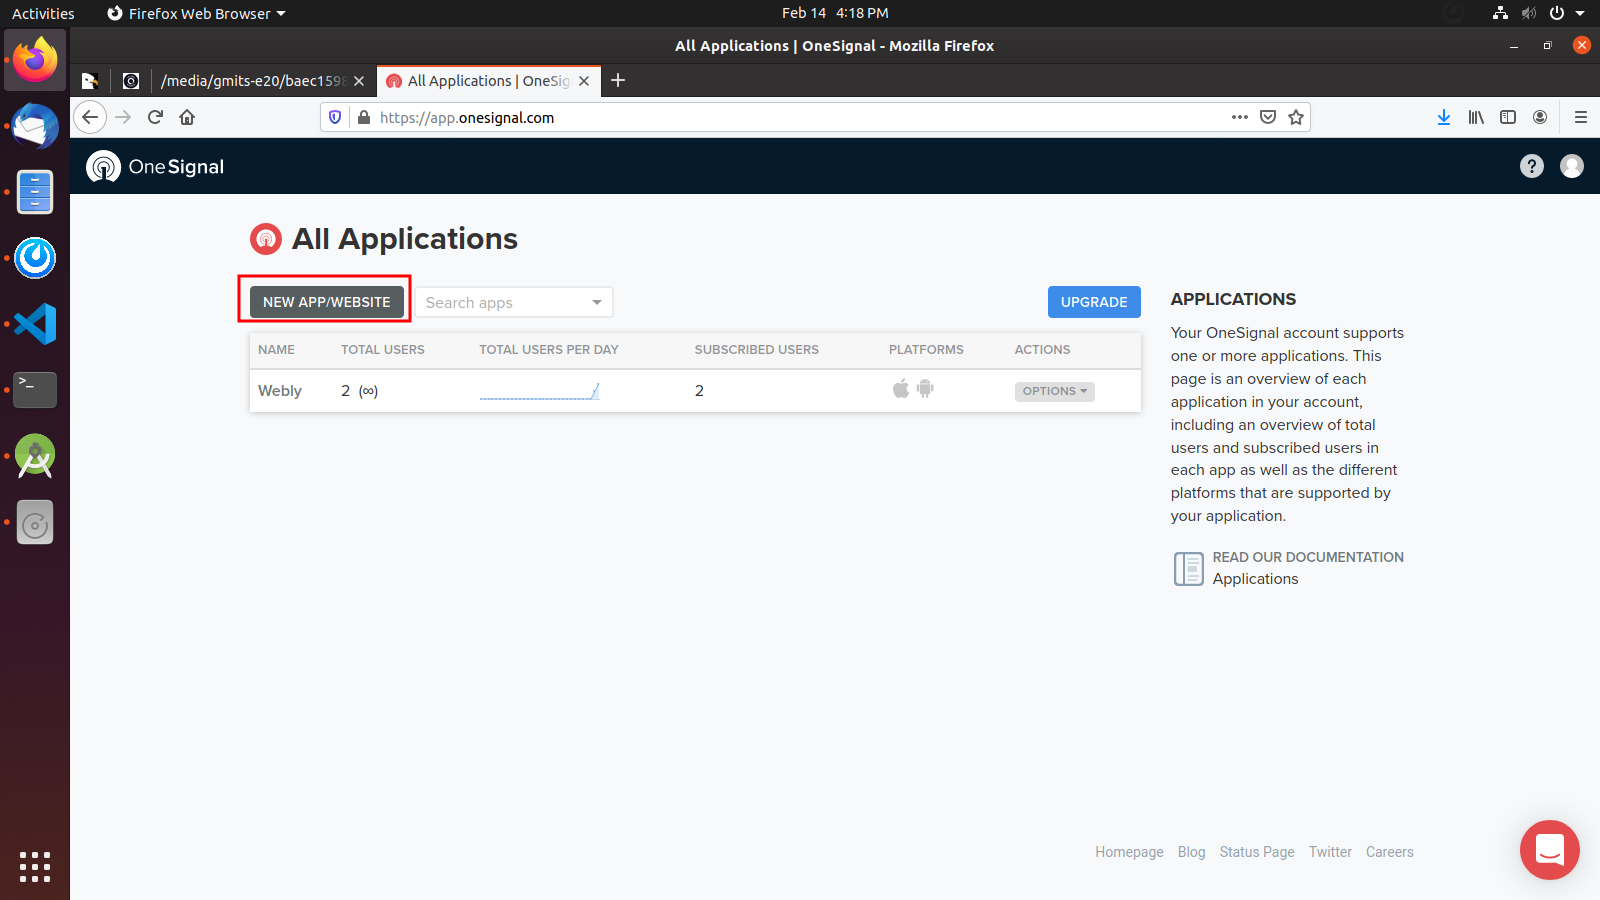 Activities
Firefox Web Browser
Feb 14 4:18 PM
All Applications | OneSignal - Mozilla Firefox
/media/gmits-e20/baec1598
All Applications | OneSig
https://app.onesignal.com
OneSignal
?
All Applications
NEW APP/WEBSITE
Search apps
UPGRADE
NAME TOTAL USERS TOTAL USERS PER DAY SUBSCRIBED USERS PLATFORMS ACTIONS
Webly 2 (∞) 2 OPTIONS
APPLICATIONS
Your OneSignal account supports
one or more applications. This
page is an overview of each
application in your account,
including an overview of total
users and subscribed users in
each app as well as the different
platforms that are supported by
your application.
READ OUR DOCUMENTATION
Applications
Homepage Blog Status Page Twitter Careers